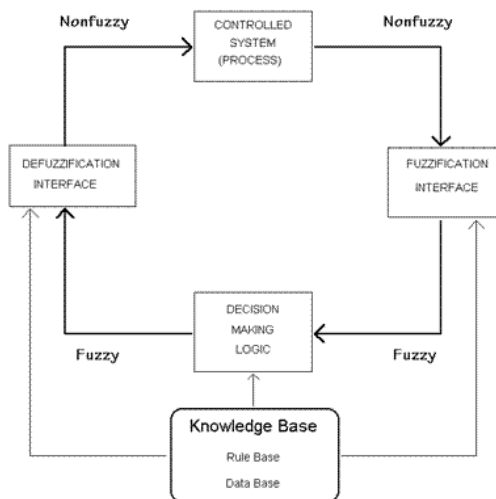 Nonfuzzy
CONTROLLED
SYSTEM
(PROCESS)
Nonfuzzy
DEFUZZIFICATION
INTERFACE
FUZZIFICATION
INTERFACE
DECISION
MAKING
LOGIC
Fuzzy
Fuzzy
Knowledge Base
Rule Base
Data Base